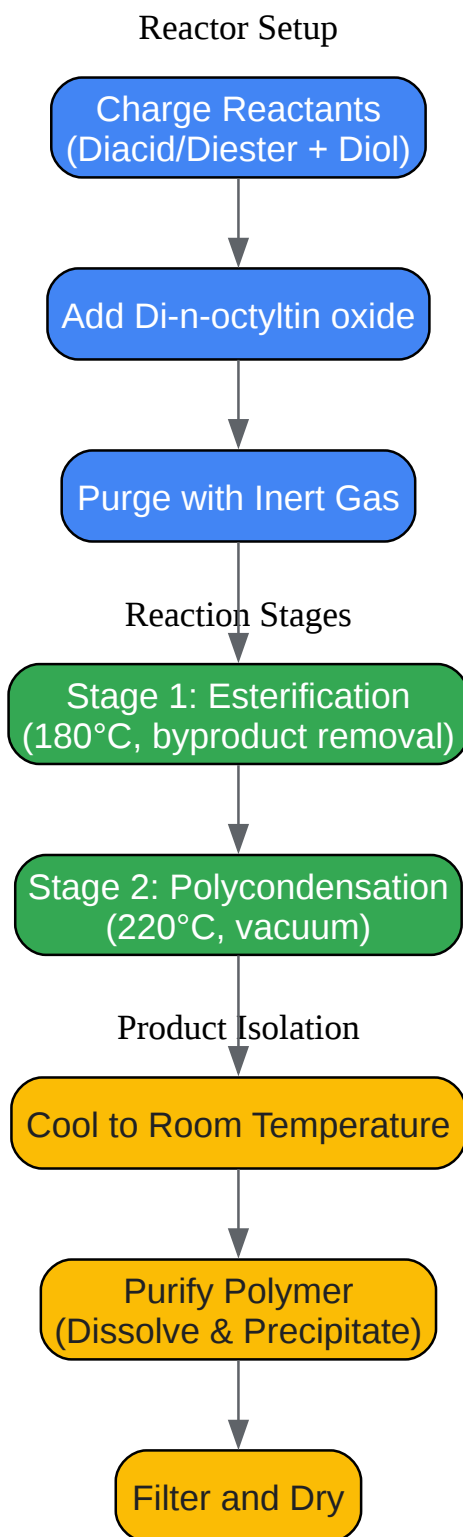 Reactor Setup
Charge Reactants
(Diacid/Diester + Diol)
Add Di-n-octyltin oxide
Purge with Inert Gas
Reaction Stages
Stage 1: Esterification
(180°C, byproduct removal)
Stage 2: Polycondensation
(220°C, vacuum)
Product Isolation
Cool to Room Temperature
Purify Polymer
(Dissolve & Precipitate)
Filter and Dry